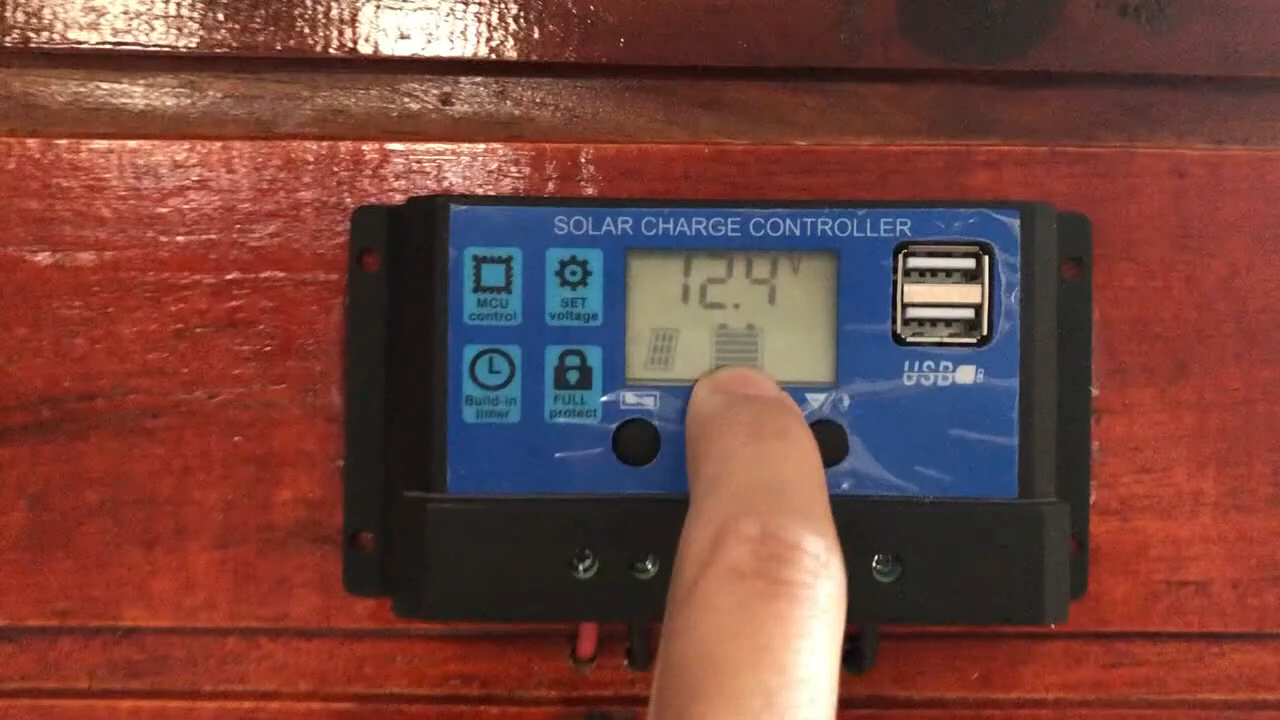 SOLAR CHARGE CONTROLLER
12.4 V
MCU
control
SET
voltage
Build-in
timer
FULL
protect
USB